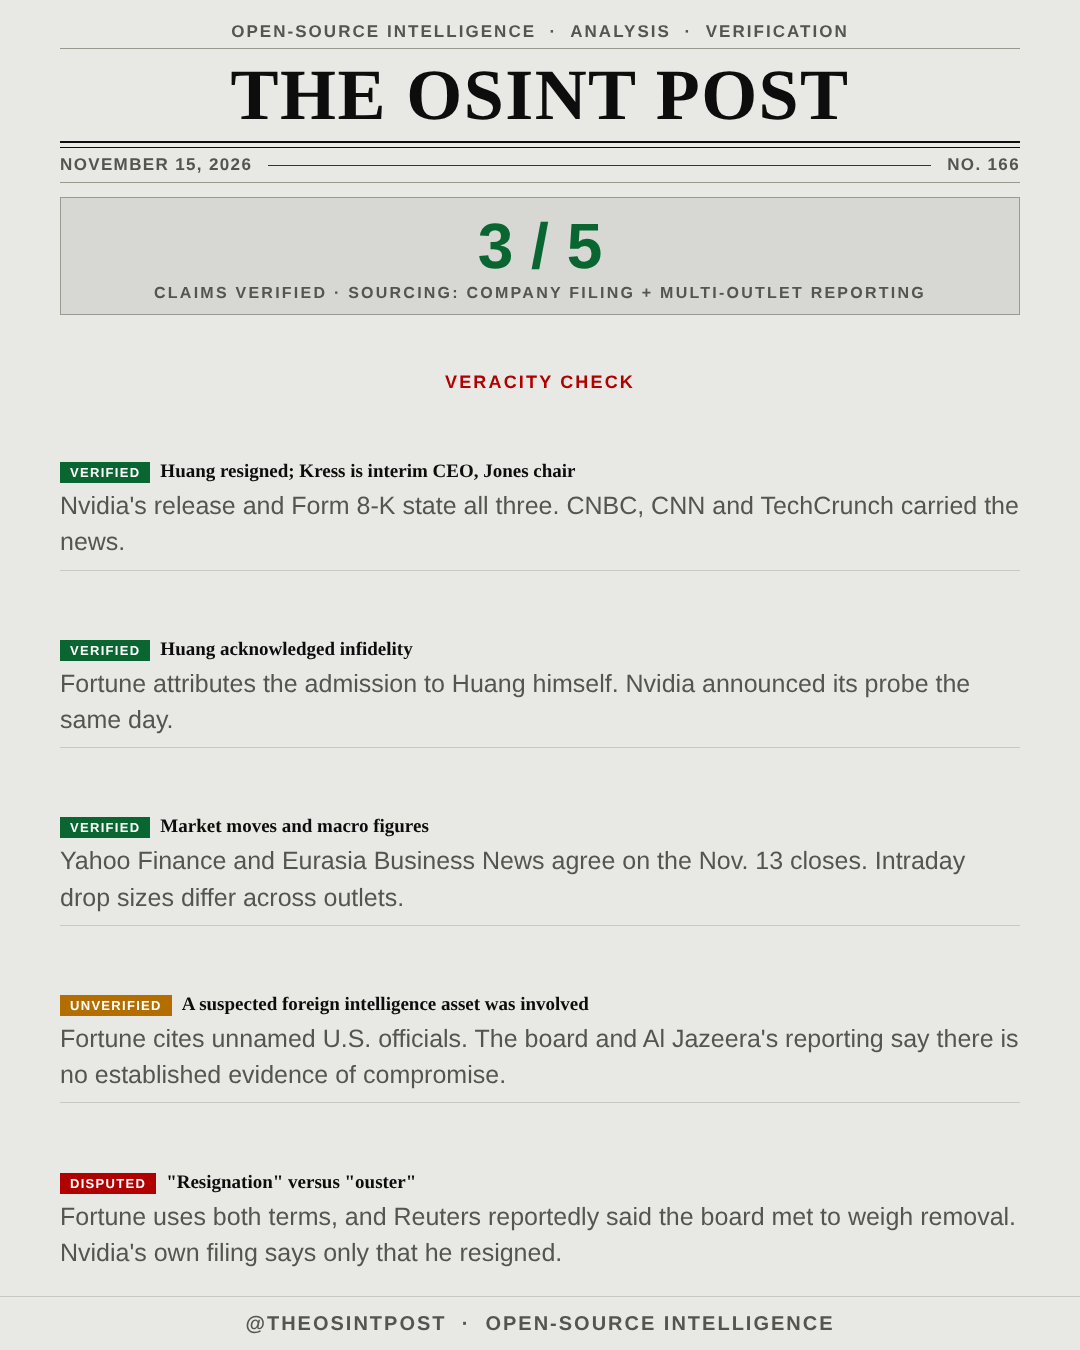 OPEN-SOURCE INTELLIGENCE · ANALYSIS · VERIFICATION
THE OSINT POST
NOVEMBER 15, 2026 NO. 166
3 / 5
CLAIMS VERIFIED · SOURCING: COMPANY FILING + MULTI-OUTLET REPORTING
VERACITY CHECK
VERIFIED Huang resigned; Kress is interim CEO, Jones chair
Nvidia's release and Form 8-K state all three. CNBC, CNN and TechCrunch carried the
news.
VERIFIED Huang acknowledged infidelity
Fortune attributes the admission to Huang himself. Nvidia announced its probe the
same day.
VERIFIED Market moves and macro figures
Yahoo Finance and Eurasia Business News agree on the Nov. 13 closes. Intraday
drop sizes differ across outlets.
UNVERIFIED A suspected foreign intelligence asset was involved
Fortune cites unnamed U.S. officials. The board and Al Jazeera's reporting say there is
no established evidence of compromise.
DISPUTED "Resignation" versus "ouster"
Fortune uses both terms, and Reuters reportedly said the board met to weigh removal.
Nvidia's own filing says only that he resigned.
@THEOSINTPOST · OPEN-SOURCE INTELLIGENCE